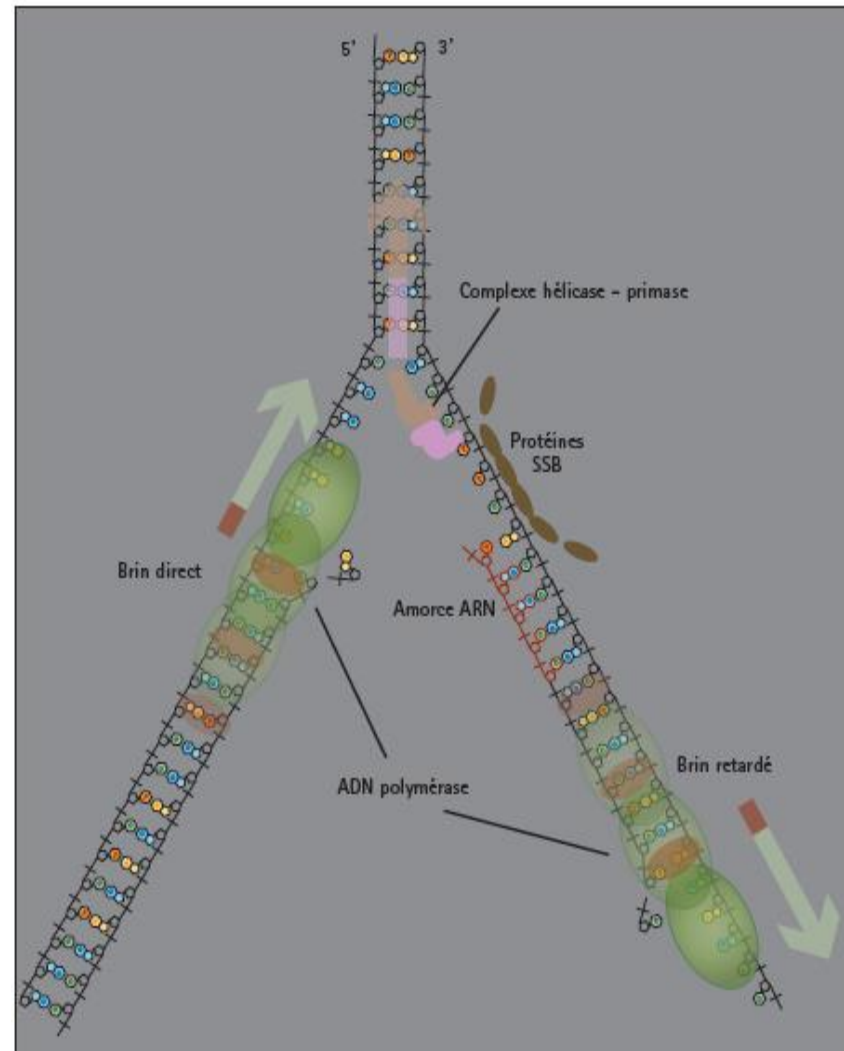 5’ 3’
Complexe hélicase – primase
Protéines
SSB
Brin direct
Amorce ARN
Brin retardé
ADN polymérase